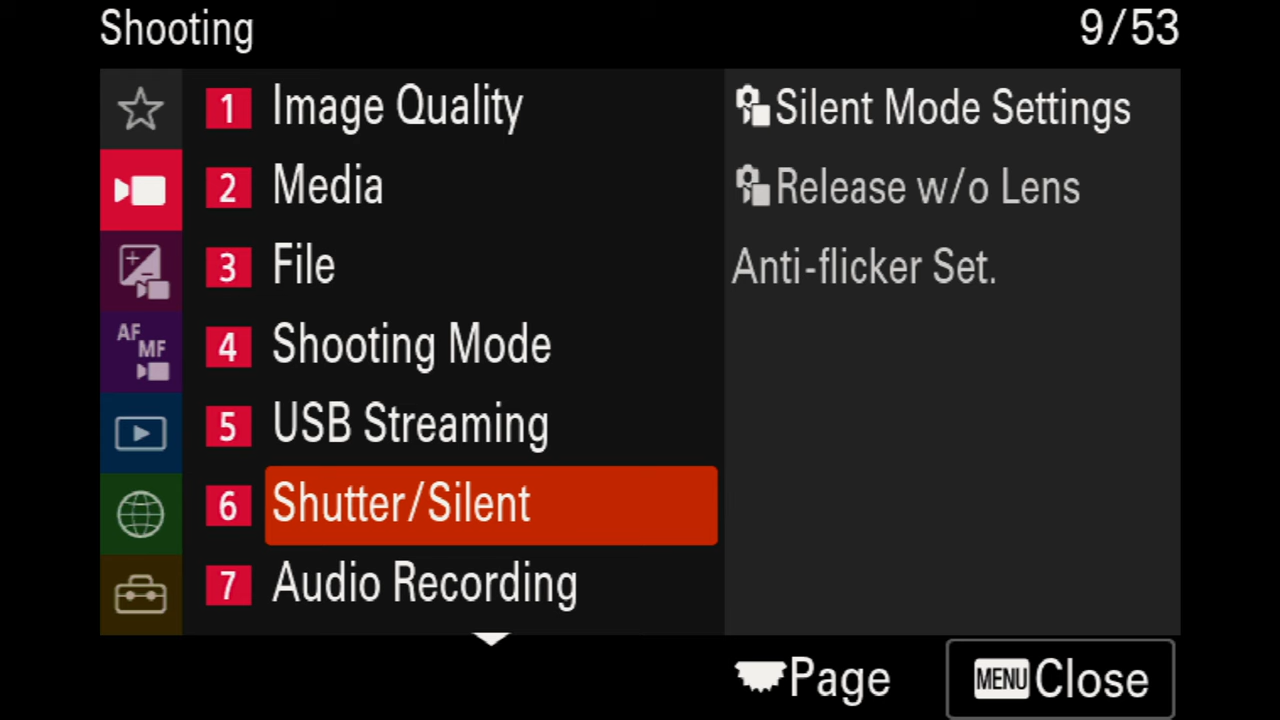 Shooting 9/53
1 Image Quality
2 Media
3 File
4 Shooting Mode
5 USB Streaming
6 Shutter/Silent
7 Audio Recording
AF
MF
Silent Mode Settings
Release w/o Lens
Anti-flicker Set.
Page
MENU Close